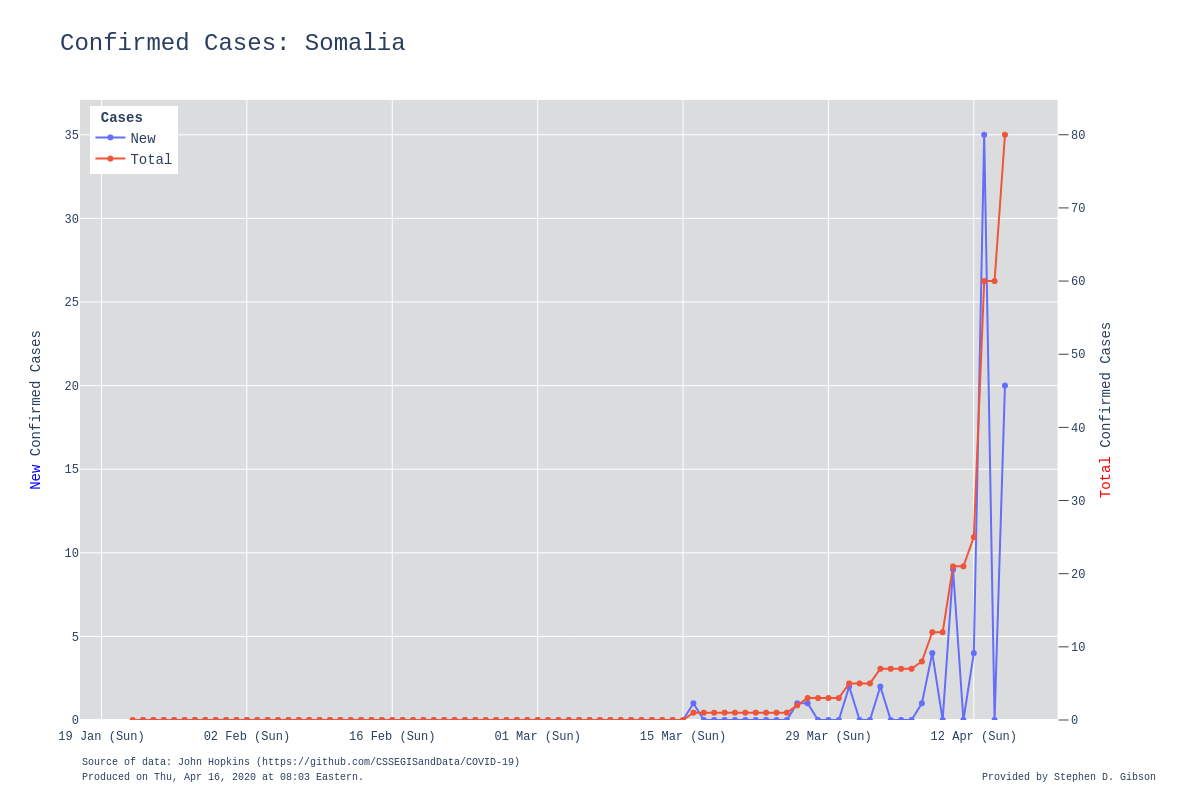 Confirmed Cases: Somalia
Cases
New
Total
35
30
25
20
15
10
5
0
New Confirmed Cases
80
70
60
50
40
30
20
10
0
Total Confirmed Cases
19 Jan (Sun)
02 Feb (Sun)
16 Feb (Sun)
01 Mar (Sun)
15 Mar (Sun)
29 Mar (Sun)
12 Apr (Sun)
Source of data: John Hopkins (https://github.com/CSSEGISandData/COVID-19)
Produced on Thu, Apr 16, 2020 at 08:03 Eastern.
Provided by Stephen D. Gibson